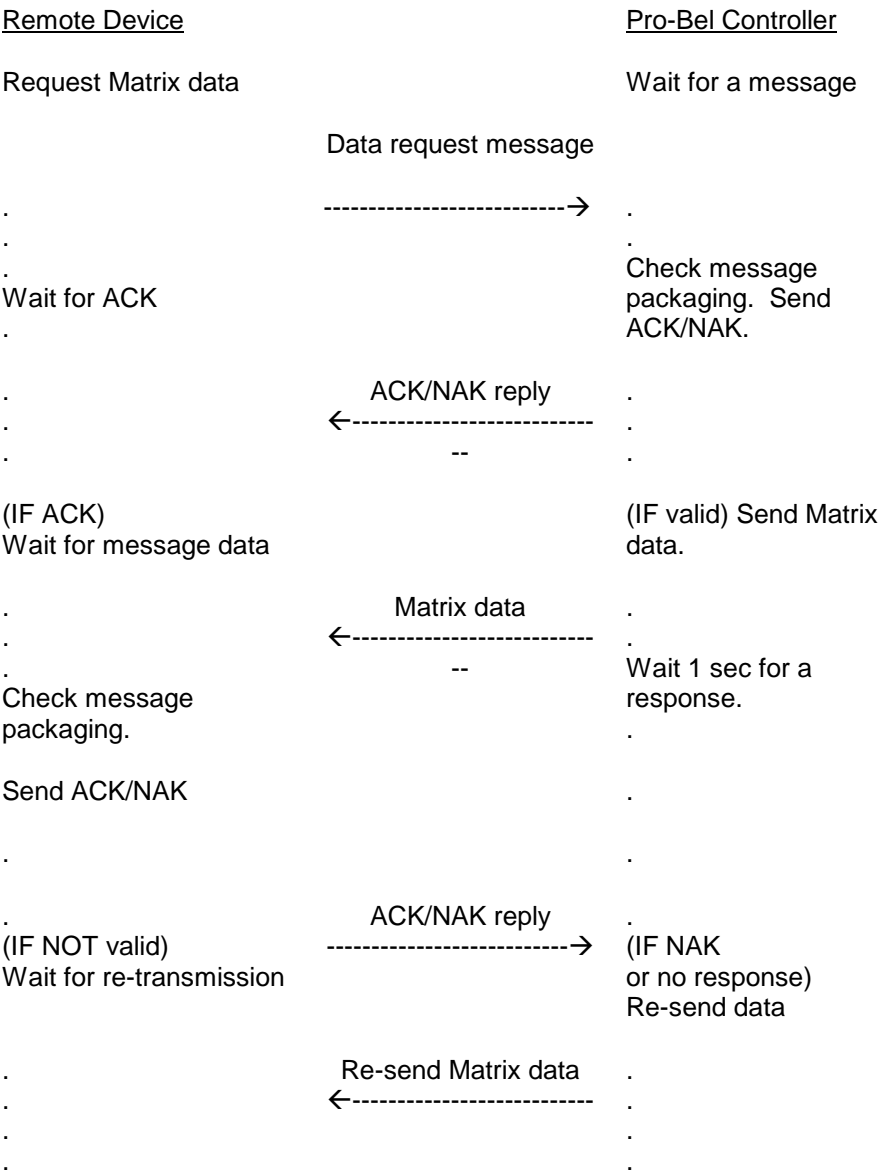 Remote Device Pro-Bel Controller
Request Matrix data Wait for a message
Data request message
. ---------------------------→ .
. .
. Check message
Wait for ACK packaging.  Send
. ACK/NAK.
. ACK/NAK reply .
. ←--------------------------- .
. -- .
(IF ACK) (IF valid) Send Matrix
Wait for message data data.
. Matrix data .
. ←--------------------------- .
. -- Wait 1 sec for a
Check message response.
packaging. .
Send ACK/NAK .
. .
. ACK/NAK reply .
(IF NOT valid) ---------------------------→ (IF NAK
Wait for re-transmission or no response)
Re-send data
. Re-send Matrix data .
. ←--------------------------- .
. .
. .